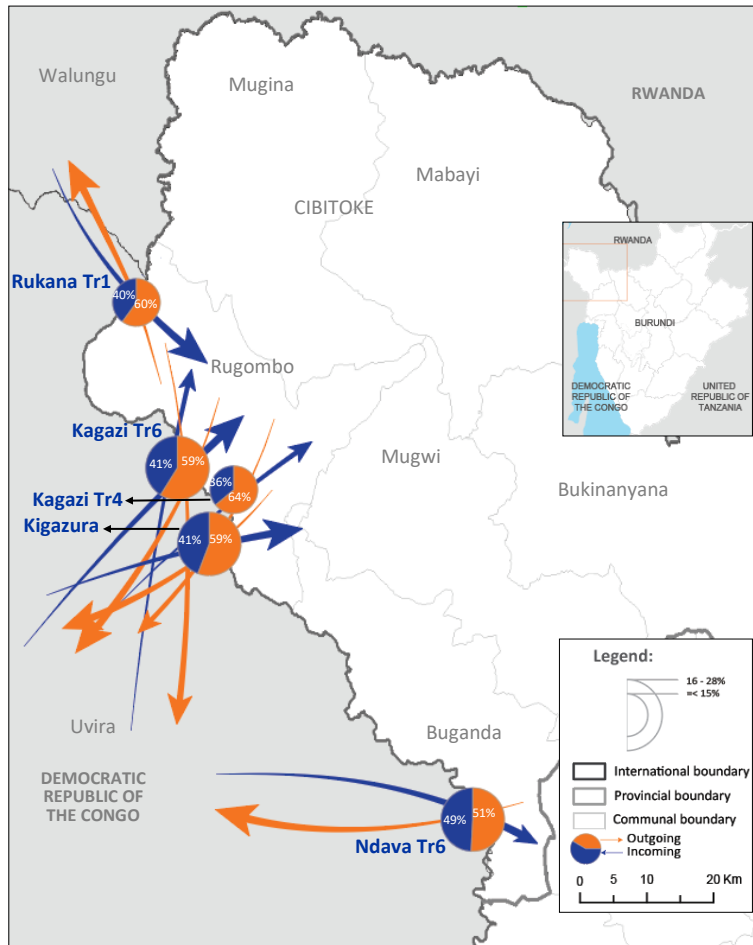 Walungu
Mugina
RWANDA
Mabayi
CIBITOKE
Rukana Tr1
40%
60%
Rugombo
Kagazi Tr6
41%
59%
Kagazi Tr4
36%
64%
Kigazura
41%
59%
Mugwi
Bukinanyana
Uvira
Buganda
DEMOCRATIC
REPUBLIC OF
THE CONGO
49%
51%
Ndava Tr6
RWANDA
BURUNDI
DEMOCRATIC
REPUBLIC OF
THE CONGO
UNITED
REPUBLIC OF
TANZANIA
Legend:
16 - 28%
=< 15%
International boundary
Provincial boundary
Communal boundary
Outgoing
Incoming
0 5 10 20 Km